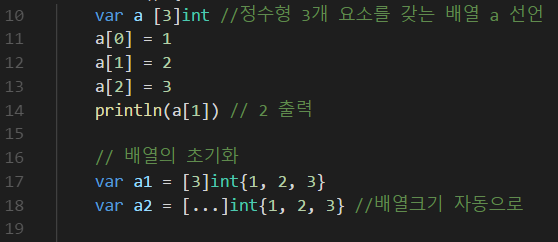 10 var a [3]int //정수형 3개 요소를 갖는 배열 a 선언
11 a[0] = 1
12 a[1] = 2
13 a[2] = 3
14 println(a[1]) // 2 출력
15
16 // 배열의 초기화
17 var a1 = [3]int{1, 2, 3}
18 var a2 = [...]int{1, 2, 3} //배열크기 자동으로
19